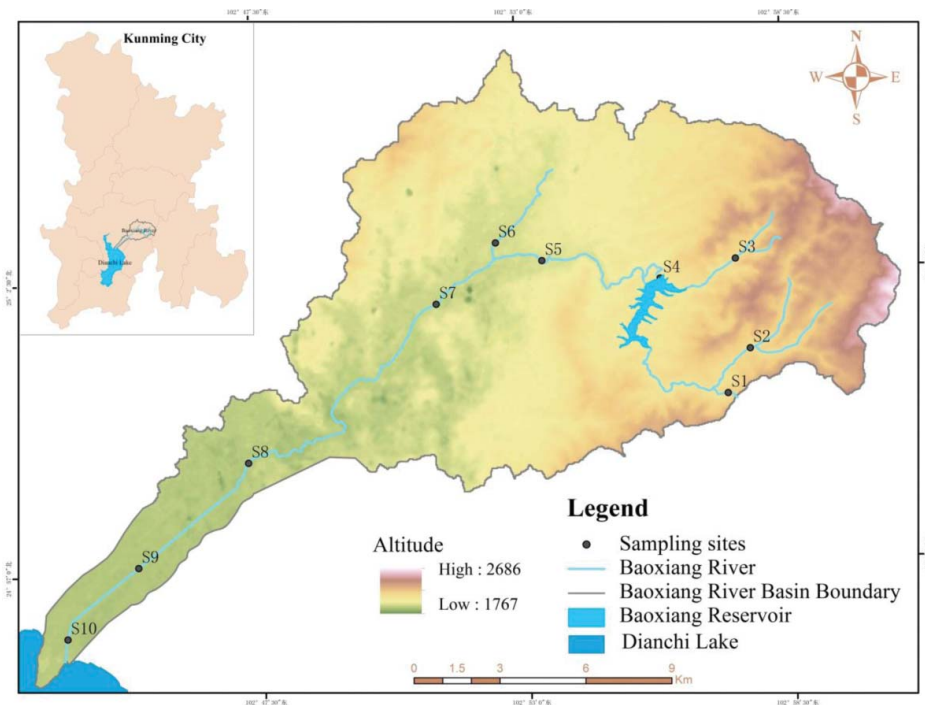 Kunming City
Baoxiang River
Dianchi Lake
N
W
E
S
S6
S5
S3
S4
S7
S2
S1
S8
S9
S10
Legend
Sampling sites
Baoxiang River
Baoxiang River Basin Boundary
Baoxiang Reservoir
Dianchi Lake
Altitude
High : 2686
Low : 1767
0
1.5
3
6
9
Km